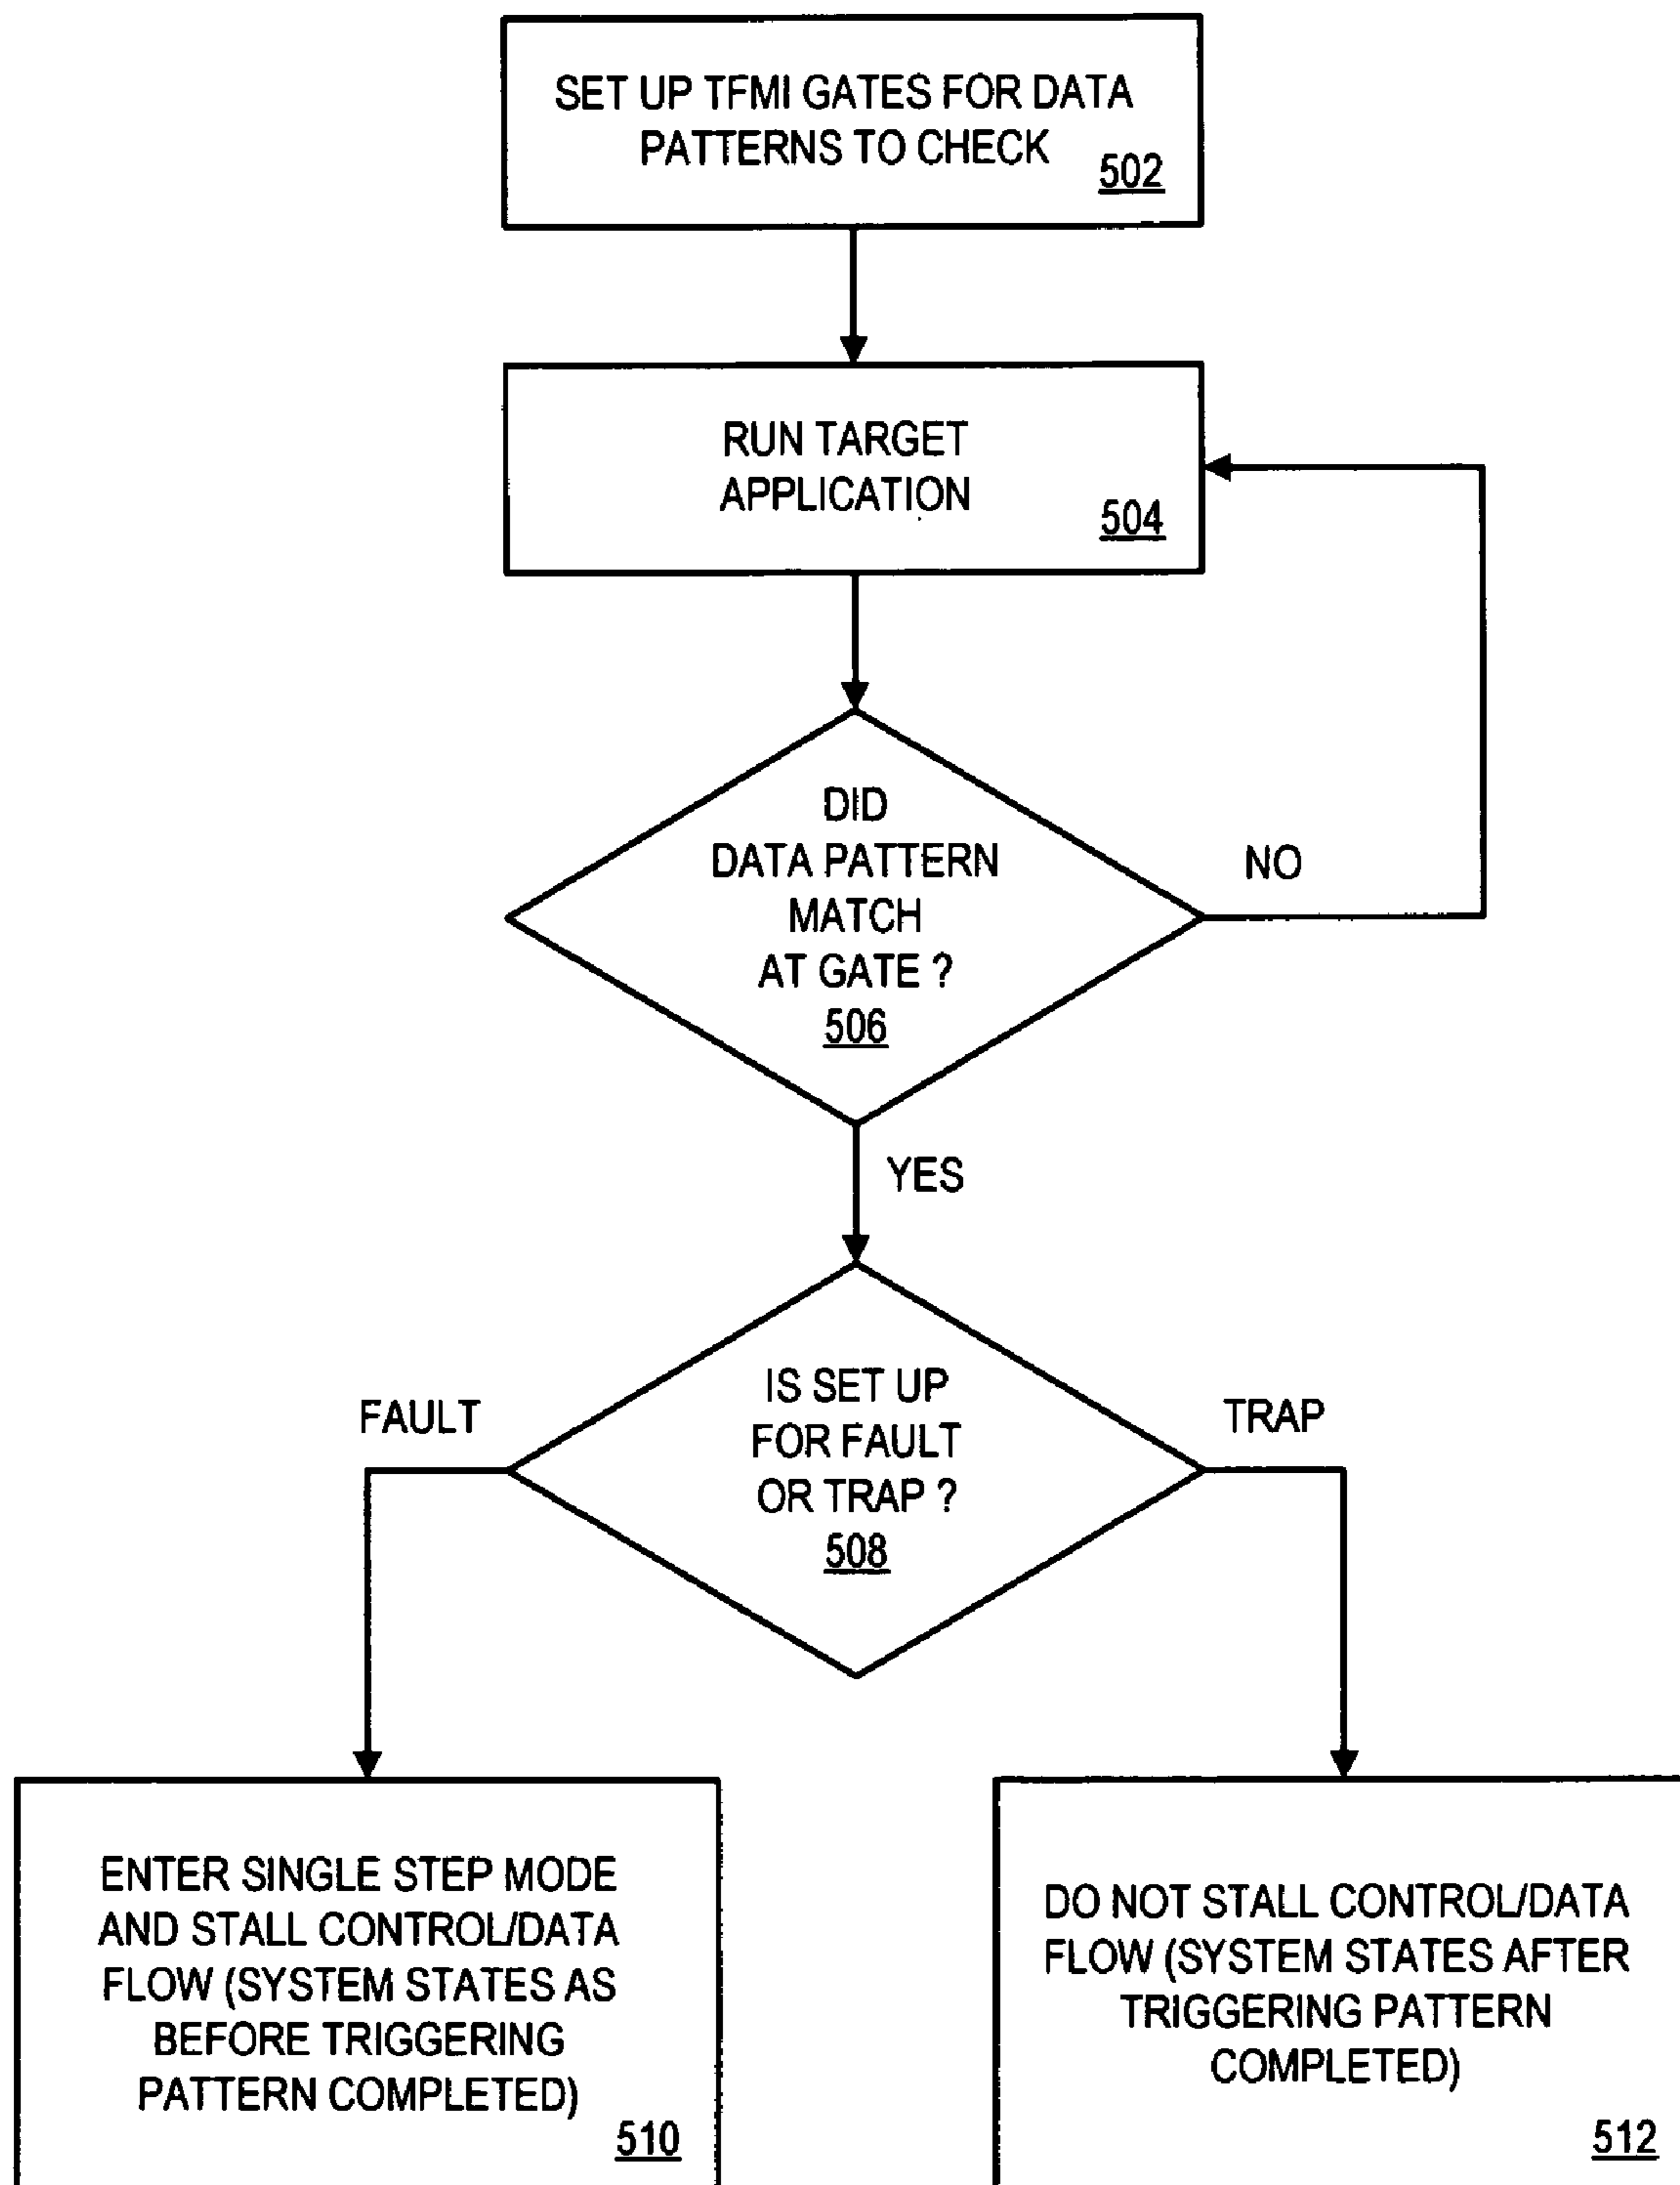 SET UP TFMI GATES FOR DATA
PATTERNS TO CHECK
502
RUN TARGET
APPLICATION
504
DID
DATA PATTERN
MATCH
AT GATE ?
506
NO
YES
IS SET UP
FOR FAULT
OR TRAP ?
508
FAULT
TRAP
ENTER SINGLE STEP MODE
AND STALL CONTROL/DATA
FLOW (SYSTEM STATES AS
BEFORE TRIGGERING
PATTERN COMPLETED)
510
DO NOT STALL CONTROL/DATA
FLOW (SYSTEM STATES AFTER
TRIGGERING PATTERN
COMPLETED)
512